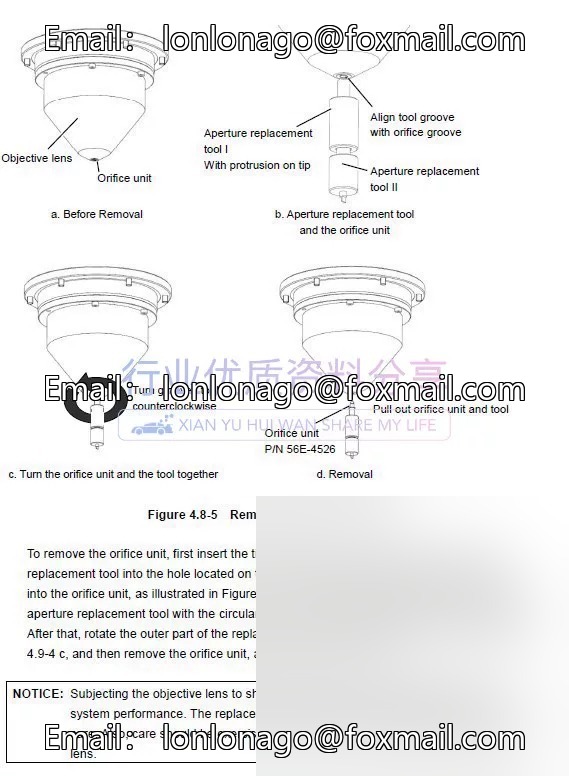 Email： lonlonago@foxmail.com
Align tool groove
with orifice groove
Aperture replacement
tool I
With protrusion on tip
Objective lens
Orifice unit
Aperture replacement
tool II
a. Before Removal
b. Aperture replacement tool
and the orifice unit
行业优质资料分享
Email： lonlonago@foxmail.com
counterclockwise
Pull out orifice unit and tool
XIAN YU HUI WAN SHARE MY LIFE
Orifice unit
P/N 56E-4526
c. Turn the orifice unit and the tool together
d. Removal
Figure 4.8-5 Rem
To remove the orifice unit, first insert the
replacement tool into the hole located on
into the orifice unit, as illustrated in Figure
aperture replacement tool with the circular
After that, rotate the outer part of the
4.9-4 c, and then remove the orifice unit,
NOTICE: Subjecting the objective lens to
system performance. The
Email： lonlonago@foxmail.com
lens.